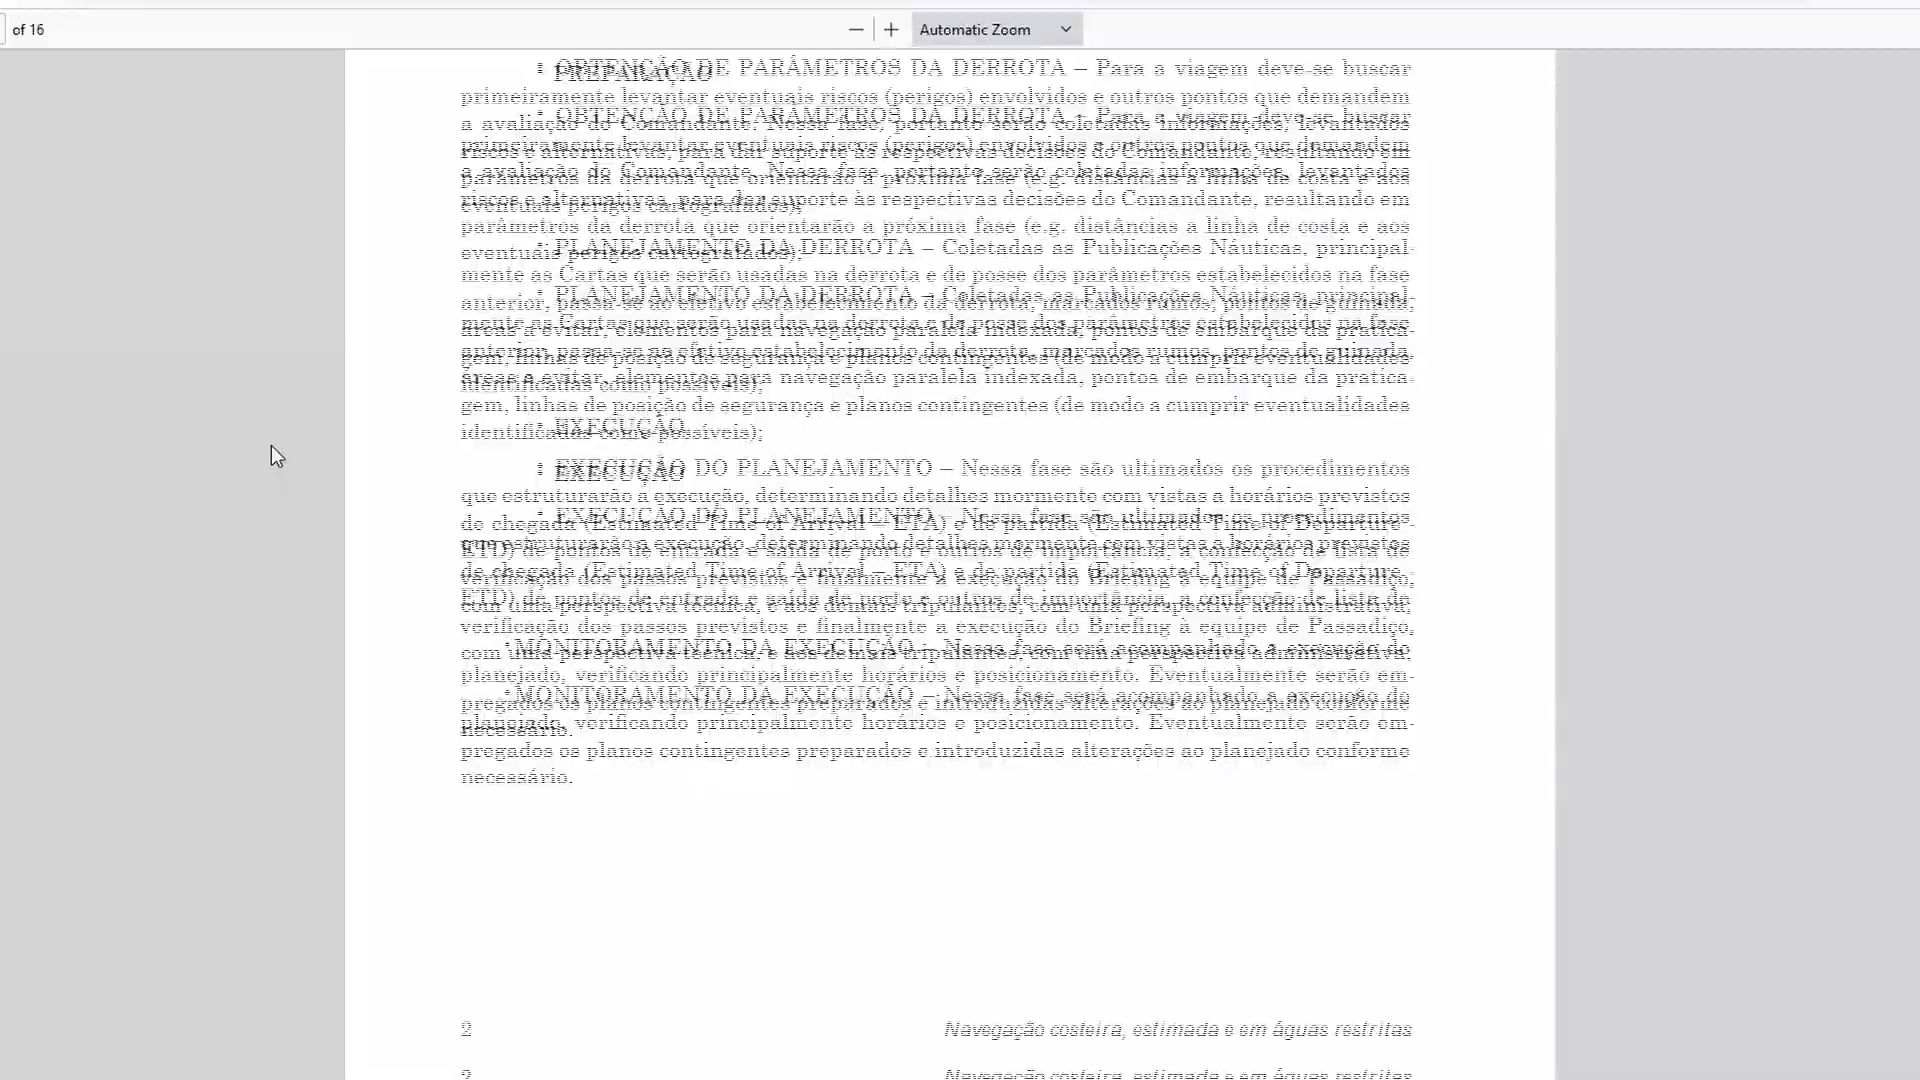 of 16
Automatic Zoom
PREPARAÇÃO
• OBTENÇÃO DE PARÂMETROS DA DERROTA – Para a viagem deve-se buscar
primeiramente levantar eventuais riscos (perigos) envolvidos e outros pontos que demandem
a avaliação do Comandante. Nessa fase, portanto serão coletadas informações, levantados
riscos e alternativas, para dar suporte às respectivas decisões do Comandante, resultando em
parâmetros da derrota que orientarão a próxima fase (e.g. distâncias a linha de costa e aos
eventuais perigos cartografados);
• PLANEJAMENTO DA DERROTA – Coletadas as Publicações Náuticas, principal-
mente as Cartas que serão usadas na derrota e de posse dos parâmetros estabelecidos na fase
anterior, passa-se ao efetivo estabelecimento da derrota, marcados rumos, pontos de guinada,
áreas a evitar, elementos para navegação paralela indexada, pontos de embarque da pratica-
gem, linhas de posição de segurança e planos contingentes (de modo a cumprir eventualidades
identificadas como possíveis);
• EXECUÇÃO
• EXECUÇÃO DO PLANEJAMENTO – Nessa fase são ultimados os procedimentos
que estruturarão a execução, determinando detalhes mormente com vistas a horários previstos
de chegada (Estimated Time of Arrival – ETA) e de partida (Estimated Time of Departure -
ETD) de pontos de entrada e saída de porto e outros de importância, a confecção de lista de
verificação dos passos previstos e finalmente a execução do Briefing à equipe de Passadiço,
com uma perspectiva técnica, e aos demais tripulantes, com uma perspectiva administrativa;
•MONITORAMENTO DA EXECUÇÃO – Nessa fase será acompanhado a execução do
planejado, verificando principalmente horários e posicionamento. Eventualmente serão em-
pregados os planos contingentes preparados e introduzidas alterações ao planejado conforme
necessário.
2 Navegação costeira, estimada e em águas restritas
2 Navegação costeira, estimada e em águas restritas